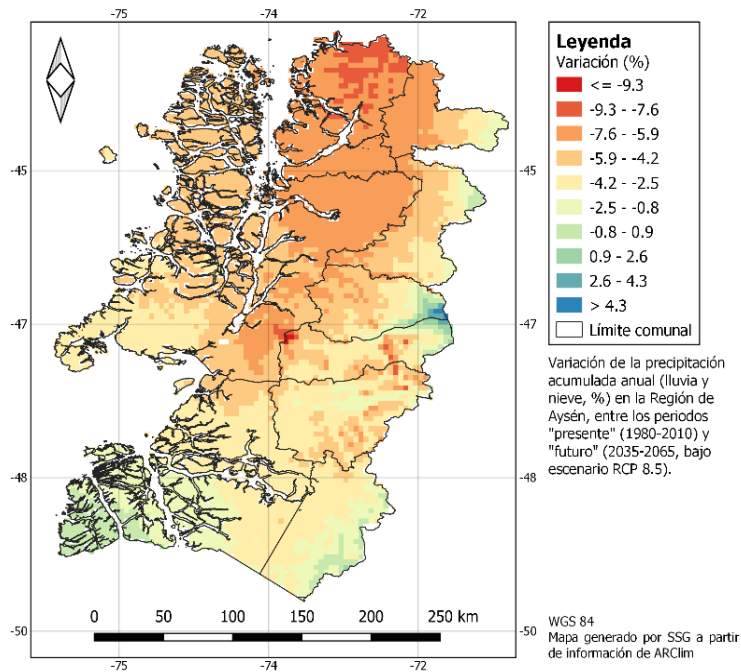 -75
-74
-72
-45
-47
-48
-50
-45
-47
-48
-50
0
50
100
150
200
250 km
-75
-74
-72
Leyenda
Variación (%)
<= -9.3
-9.3 - -7.6
-7.6 - -5.9
-5.9 - -4.2
-4.2 - -2.5
-2.5 - -0.8
-0.8 - 0.9
0.9 - 2.6
2.6 - 4.3
> 4.3
Límite comunal
Variación de la precipitación
acumulada anual (lluvia y
nieve, %) en la Región de
Aysén, entre los periodos
"presente" (1980-2010) y
"futuro" (2035-2065, bajo
escenario RCP 8.5).
WGS 84
Mapa generado por SSG a partir
de información de ARClim